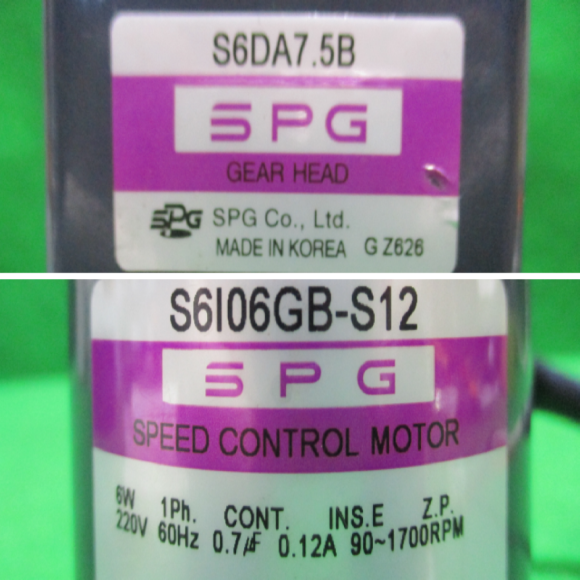 S6DA7.5B
SPG
GEAR HEAD
SPG SPG Co., Ltd.
MADE IN KOREA G Z626
S6I06GB-S12
SPG
SPEED CONTROL MOTOR
6W 1Ph. CONT. INS.E Z.P.
220V 60Hz 0.7㎌ 0.12A 90~1700RPM